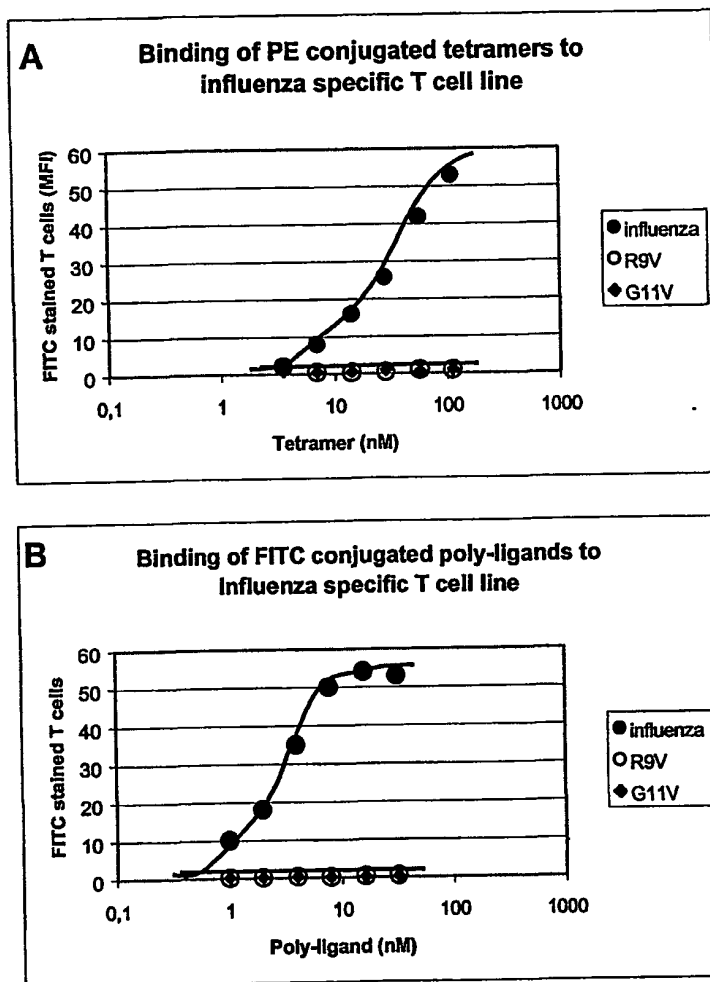 A
Binding of PE conjugated tetramers to
influenza specific T cell line
FITC stained T cells (MFI)
60
50
40
30
20
10
0
0,1
1
10
100
1000
Tetramer (nM)
influenza
R9V
G11V
B
Binding of FITC conjugated poly-ligands to
Influenza specific T cell line
FITC stained T cells
60
50
40
30
20
10
0
0,1
1
10
100
1000
Poly-ligand (nM)
influenza
R9V
G11V